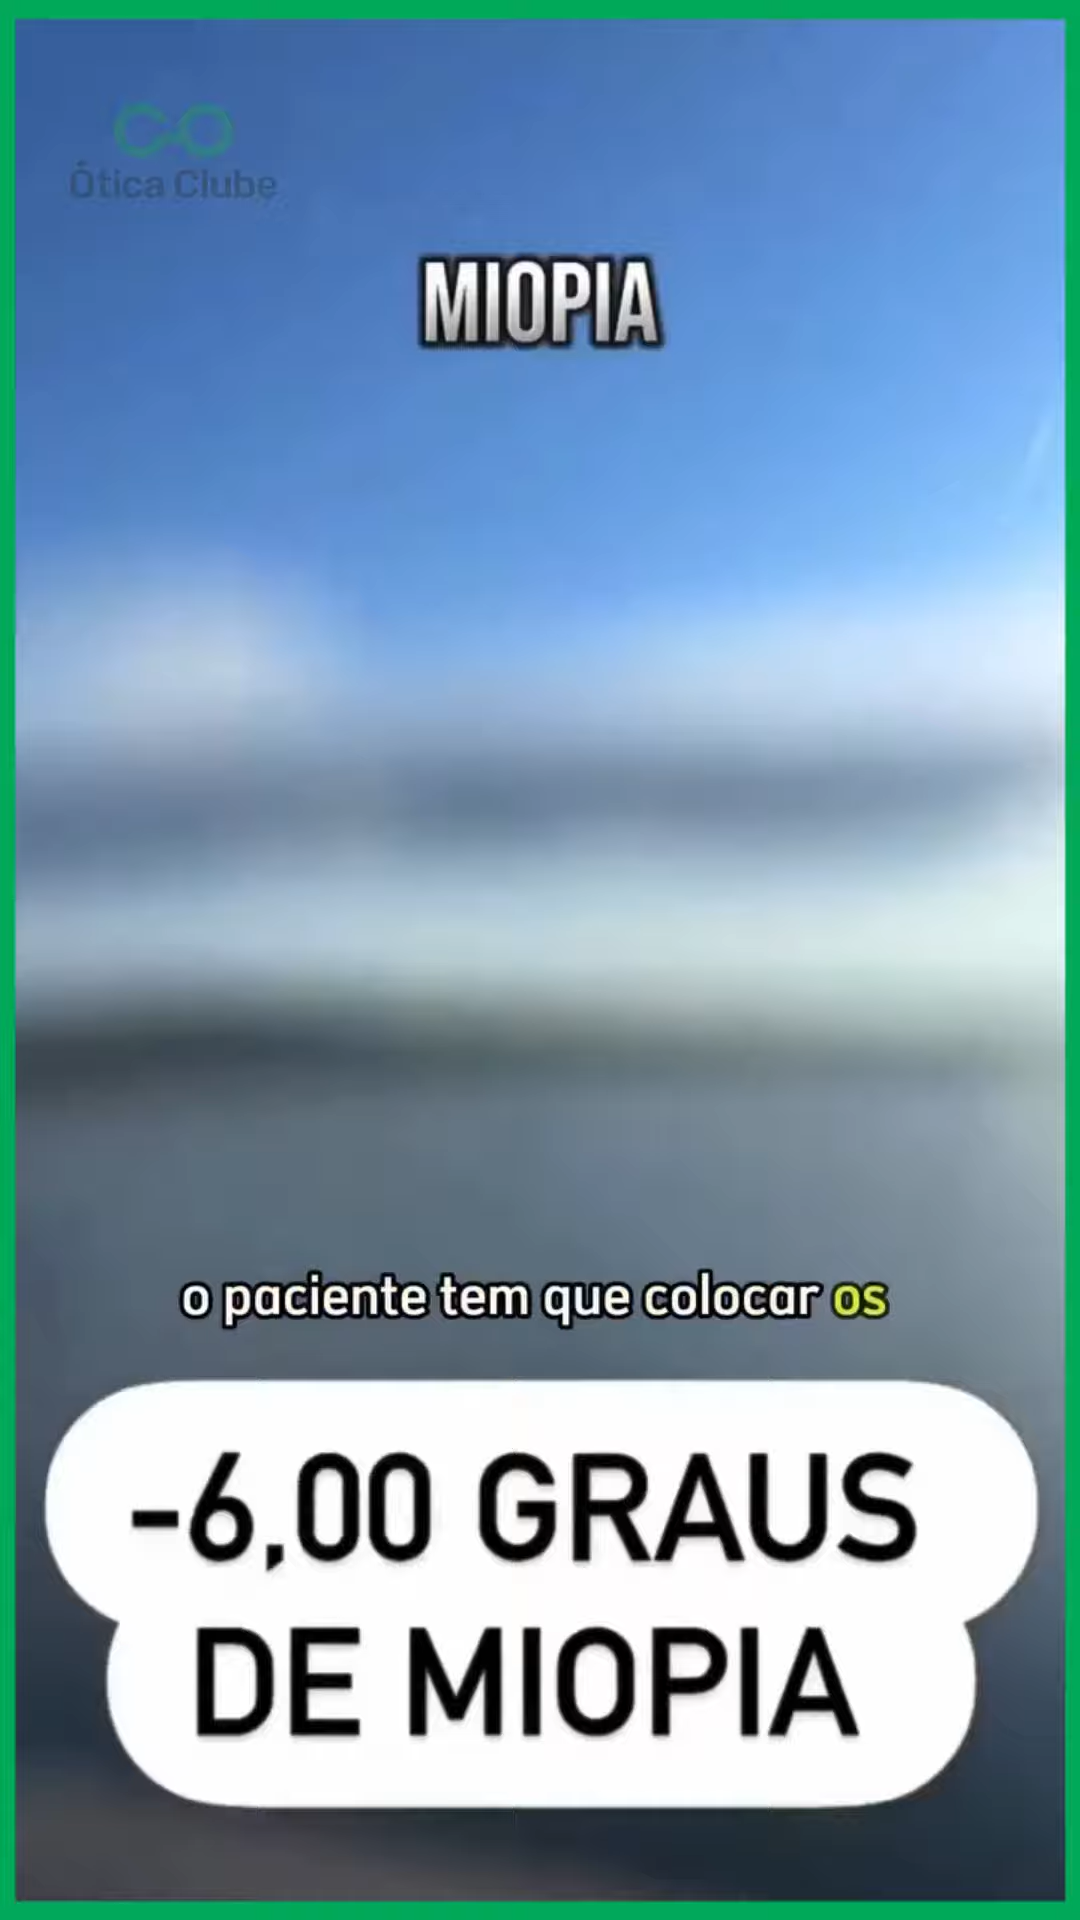 Ótica Clube
MIOPIA
o paciente tem que colocar os
-6,00 GRAUS
DE MIOPIA